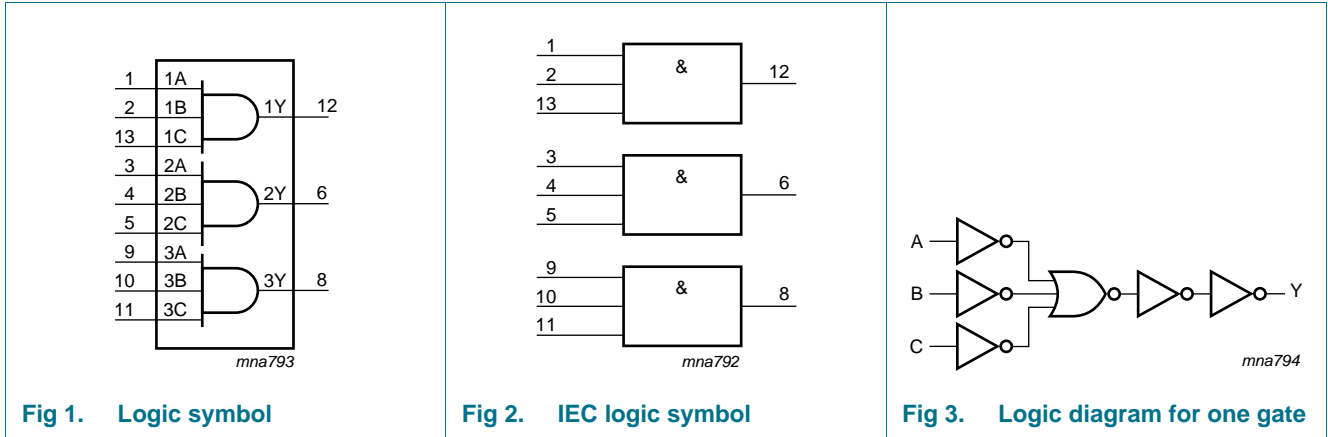 1 1A
2 1B 1Y 12
13 1C
3 2A
4 2B 2Y 6
5 2C
9 3A
10 3B 3Y 8
11 3C
mna793
Fig 1. Logic symbol
1
2 & 12
13
3
4 & 6
5
9
10 & 8
11
mna792
Fig 2. IEC logic symbol
A
B Y
C
mna794
Fig 3. Logic diagram for one gate